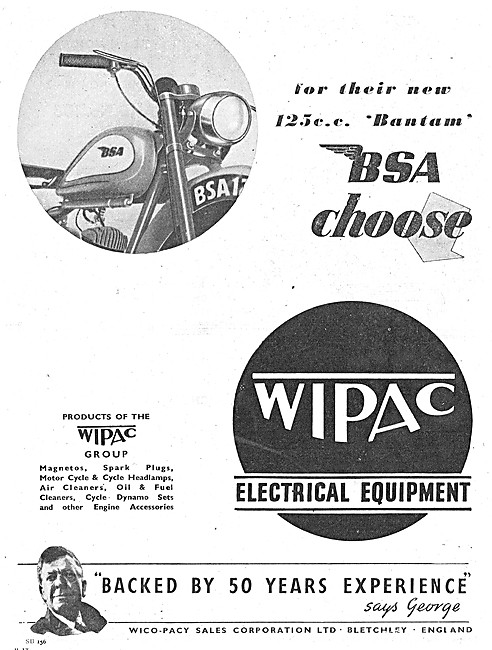 for their new
125c.c. "Bantam"
BSA
choose
BSA
BSA1
WIPAC
ELECTRICAL EQUIPMENT
PRODUCTS OF THE
WIPAC
GROUP
Magnetos, Spark Plugs,
Motor Cycle & Cycle Headlamps,
Air Cleaners, Oil & Fuel
Cleaners, Cycle Dynamo Sets
and other Engine Accessories
"BACKED BY 50 YEARS EXPERIENCE"
says George
WICO-PACY SALES CORPORATION LTD · BLETCHLEY · ENGLAND